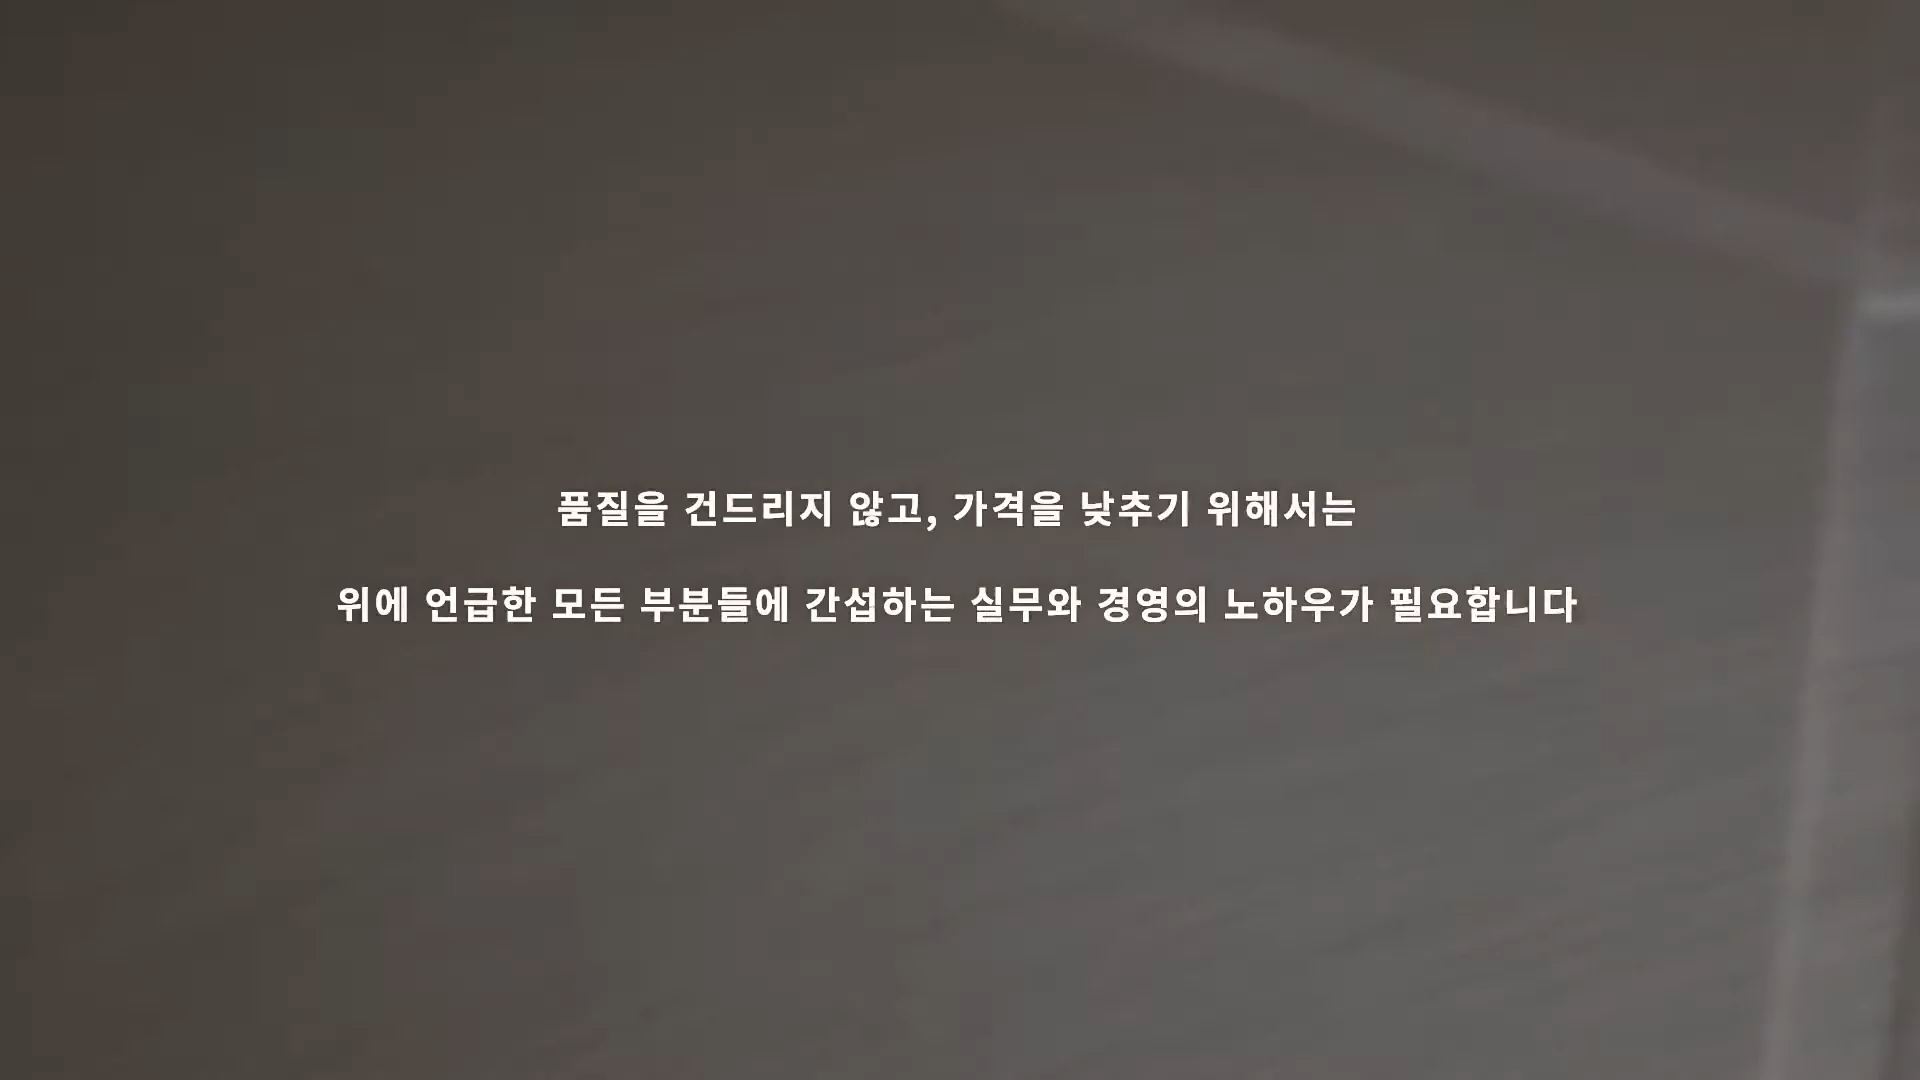 품질을 건드리지 않고, 가격을 낮추기 위해서는
위에 언급한 모든 부분들에 간섭하는 실무와 경영의 노하우가 필요합니다